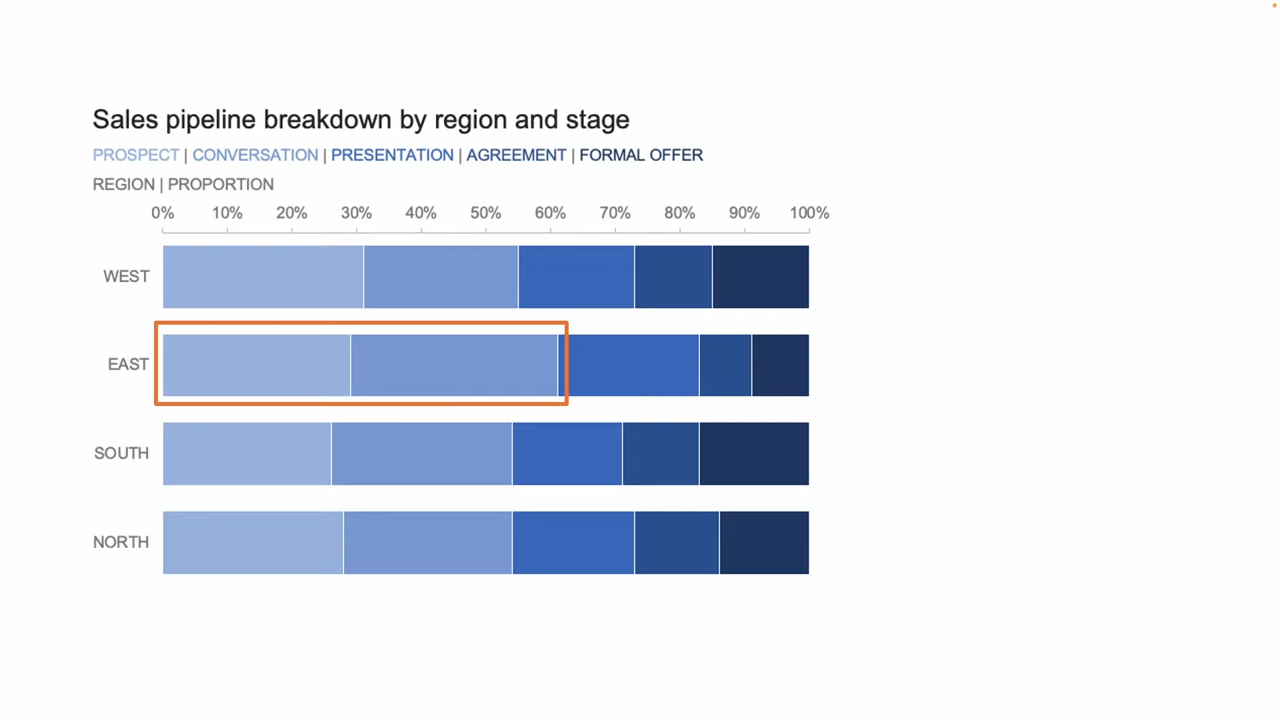 Sales pipeline breakdown by region and stage
PROSPECT | CONVERSATION | PRESENTATION | AGREEMENT | FORMAL OFFER
REGION | PROPORTION
0% 10% 20% 30% 40% 50% 60% 70% 80% 90% 100%
WEST
EAST
SOUTH
NORTH